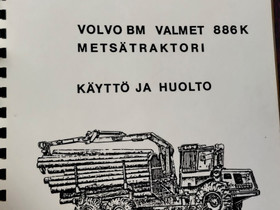 VOLVO BM VALMET 886K
METSÄTRAKTORI
KÄYTTÖ JA HUOLTO